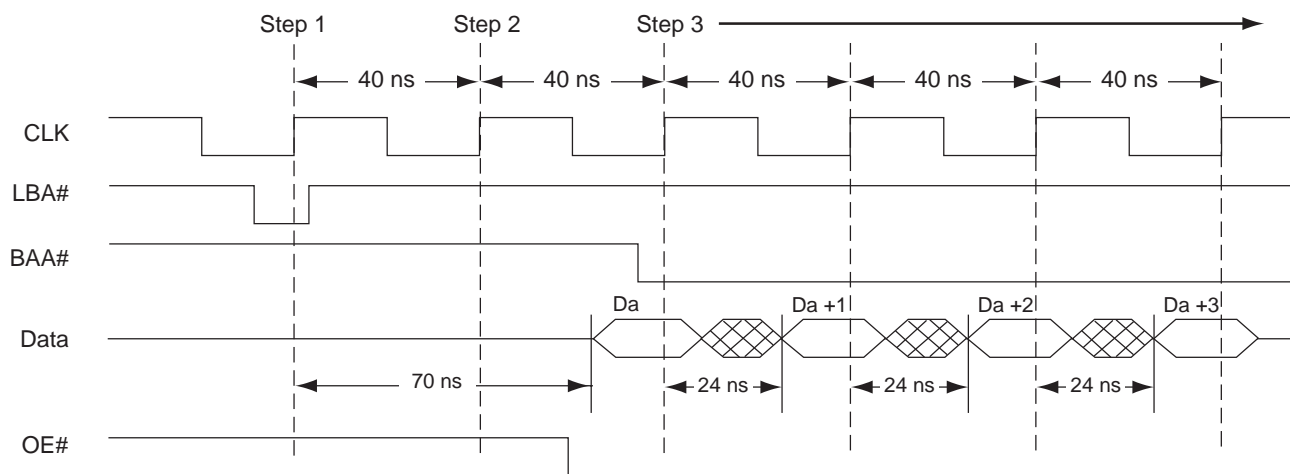 Step 1 Step 2 Step 3
40 ns 40 ns 40 ns 40 ns 40 ns
CLK
LBA#
BAA#
Da Da +1 Da +2 Da +3
Data
70 ns 24 ns 24 ns 24 ns
OE#